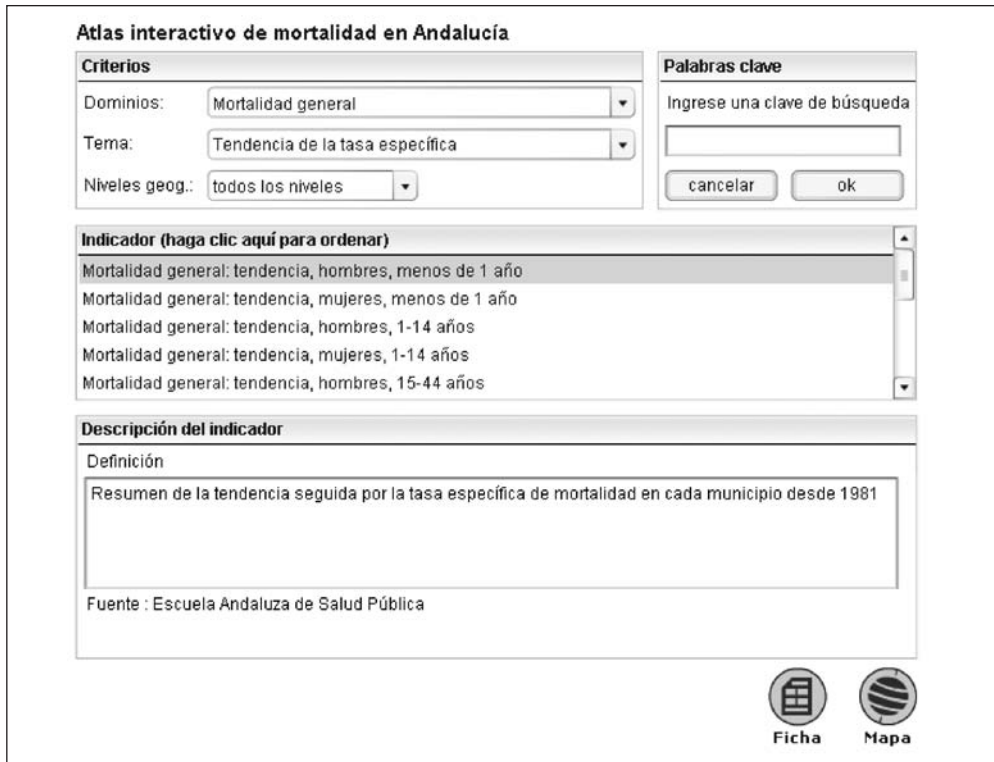 Atlas interactivo de mortalidad en Andalucía
Criterios
Dominios: Mortalidad general
Tema: Tendencia de la tasa específica
Niveles geog.: todos los niveles
Palabras clave
Ingrese una clave de búsqueda
cancelar ok
Indicador (haga clic aquí para ordenar)
Mortalidad general: tendencia, hombres, menos de 1 año
Mortalidad general: tendencia, mujeres, menos de 1 año
Mortalidad general: tendencia, hombres, 1-14 años
Mortalidad general: tendencia, mujeres, 1-14 años
Mortalidad general: tendencia, hombres, 15-44 años
Descripción del indicador
Definición
Resumen de la tendencia seguida por la tasa específica de mortalidad en cada municipio desde 1981
Fuente : Escuela Andaluza de Salud Pública
Ficha Mapa